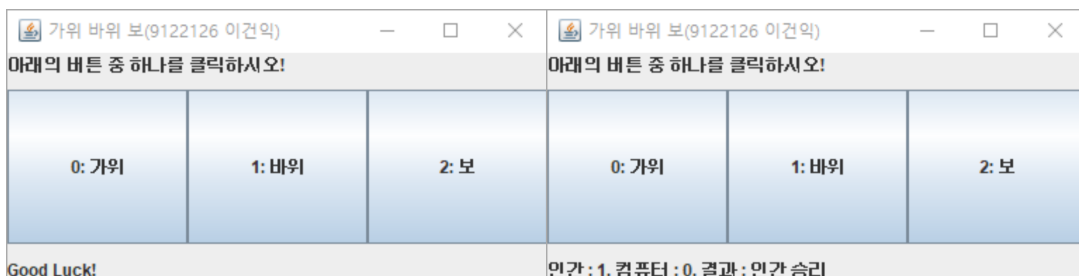 가위 바위 보(9122126 이건익)
아래의 버튼 중 하나를 클릭하시오!
0: 가위
1: 바위
2: 보
Good Luck!
가위 바위 보(9122126 이건익)
아래의 버튼 중 하나를 클릭하시오!
0: 가위
1: 바위
2: 보
인간 : 1, 컴퓨터 : 0, 결과 : 인간 승리